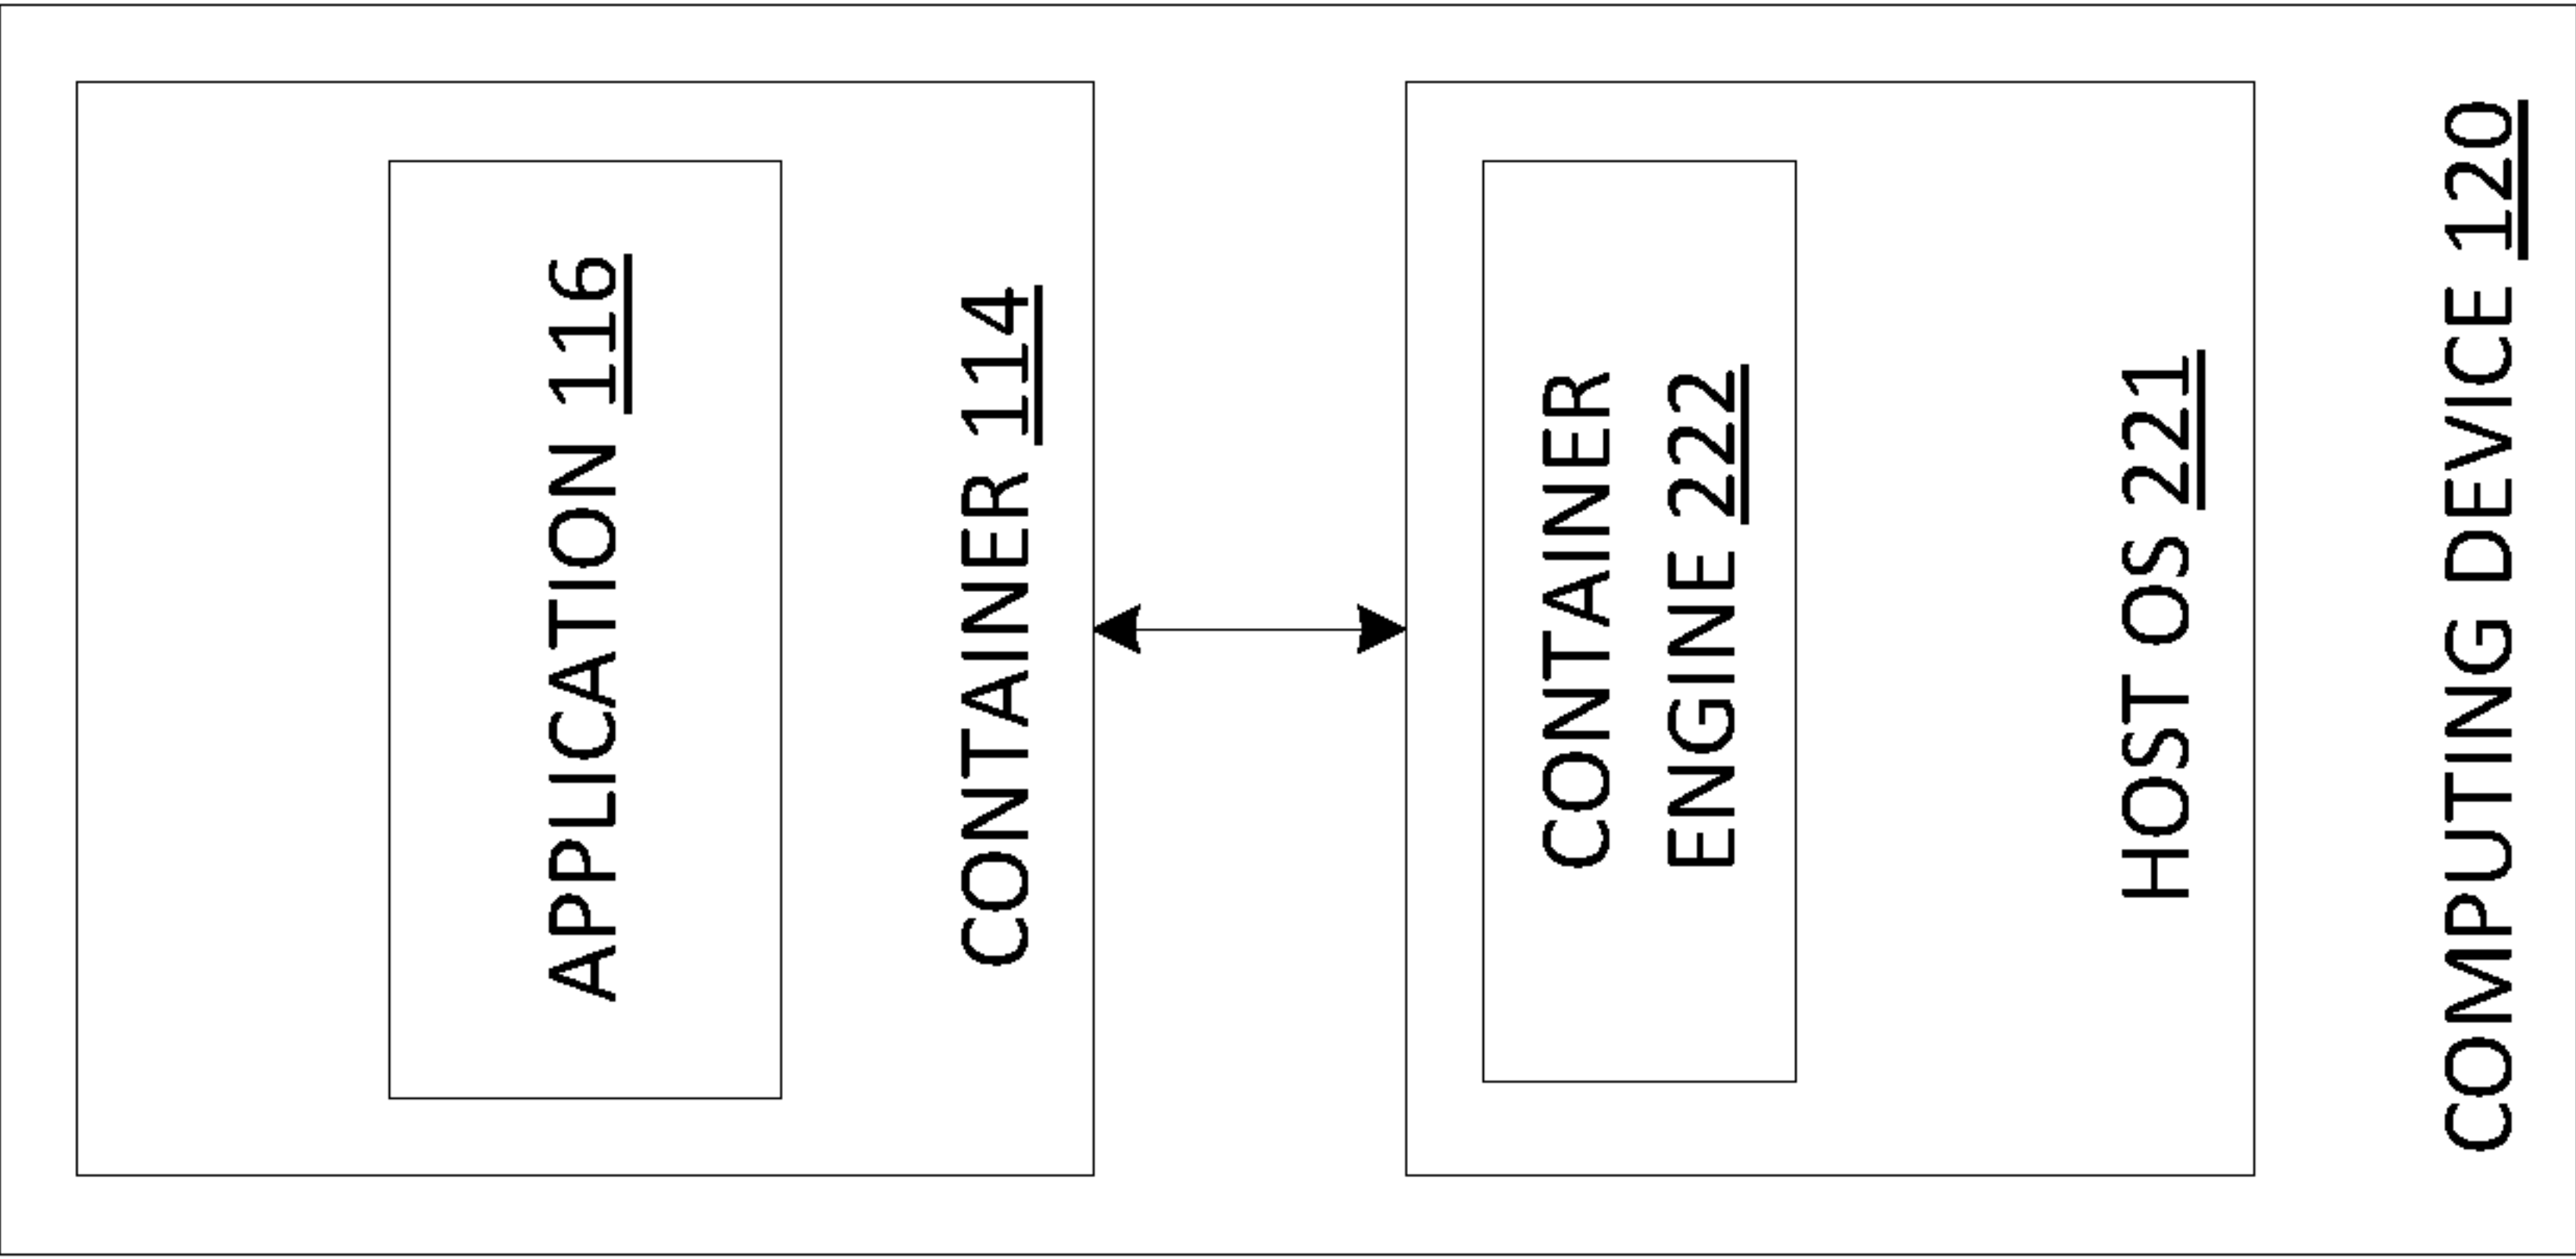 APPLICATION 116
CONTAINER 114
CONTAINER
ENGINE 222
HOST OS 221
COMPUTING DEVICE 120